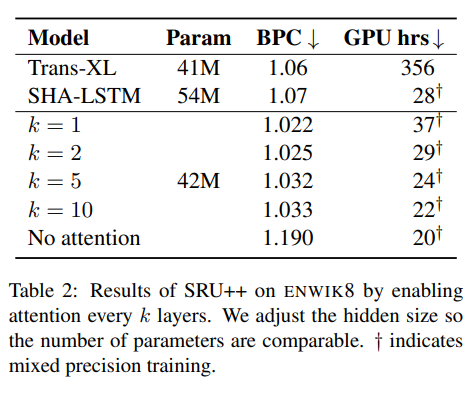 Model Param BPC ↓ GPU hrs↓
Trans-XL 41M 1.06 356
SHA-LSTM 54M 1.07 28†
k = 1 1.022 37†
k = 2 1.025 29†
k = 5 42M 1.032 24†
k = 10 1.033 22†
No attention 1.190 20†
Table 2: Results of SRU++ on ENWIK8 by enabling
attention every k layers. We adjust the hidden size so
the number of parameters are comparable. † indicates
mixed precision training.